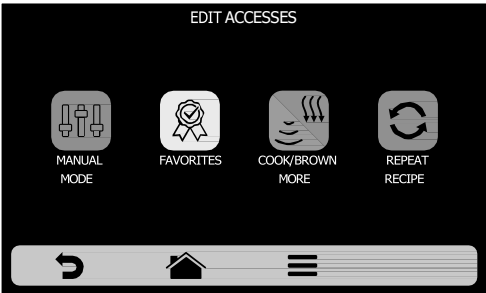 EDIT ACCESSES
MANUAL
MODE
FAVORITES
COOK/BROWN
MORE
REPEAT
RECIPE